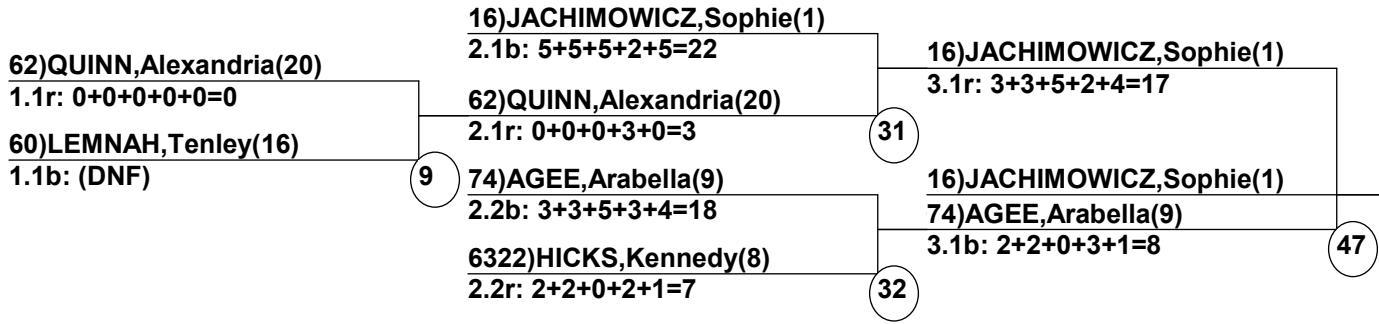 62)QUINN,Alexandria(20)
1.1r: 0+0+0+0+0=0
60)LEMNAH,Tenley(16)
1.1b: (DNF)
9
16)JACHIMOWICZ,Sophie(1)
2.1b: 5+5+5+2+5=22
62)QUINN,Alexandria(20)
2.1r: 0+0+0+3+0=3
31
74)AGEE,Arabella(9)
2.2b: 3+3+5+3+4=18
6322)HICKS,Kennedy(8)
2.2r: 2+2+0+2+1=7
32
16)JACHIMOWICZ,Sophie(1)
3.1r: 3+3+5+2+4=17
16)JACHIMOWICZ,Sophie(1)
74)AGEE,Arabella(9)
3.1b: 2+2+0+3+1=8
47